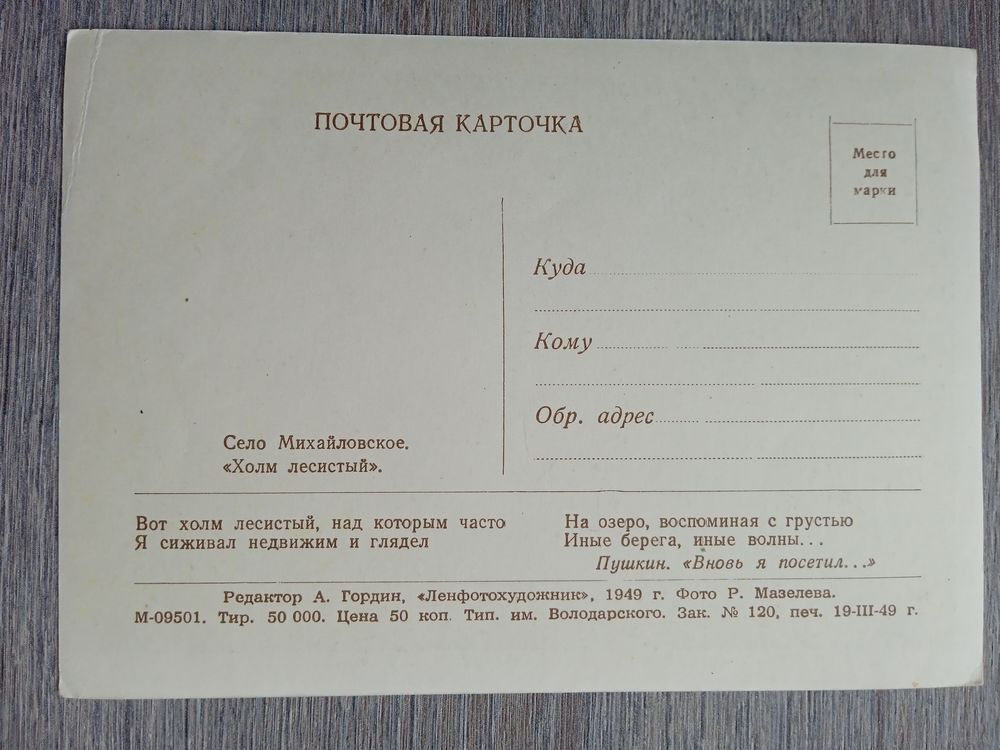 ПОЧТОВАЯ КАРТОЧКА
Место
для
марки
Куда
Кому
Обр. адрес
Село Михайловское.
«Холм лесистый».
Вот холм лесистый, над которым часто
Я сиживал недвижим и глядел
На озеро, воспоминая с грустью
Иные берега, иные волны...
Пушкин. «Вновь я посетил...»
Редактор А. Гордин, «Ленфотохудожник», 1949 г. Фото Р. Мазелева.
М-09501. Тир. 50 000. Цена 50 коп. Тип. им. Володарского. Зак. № 120, печ. 19-III-49 г.